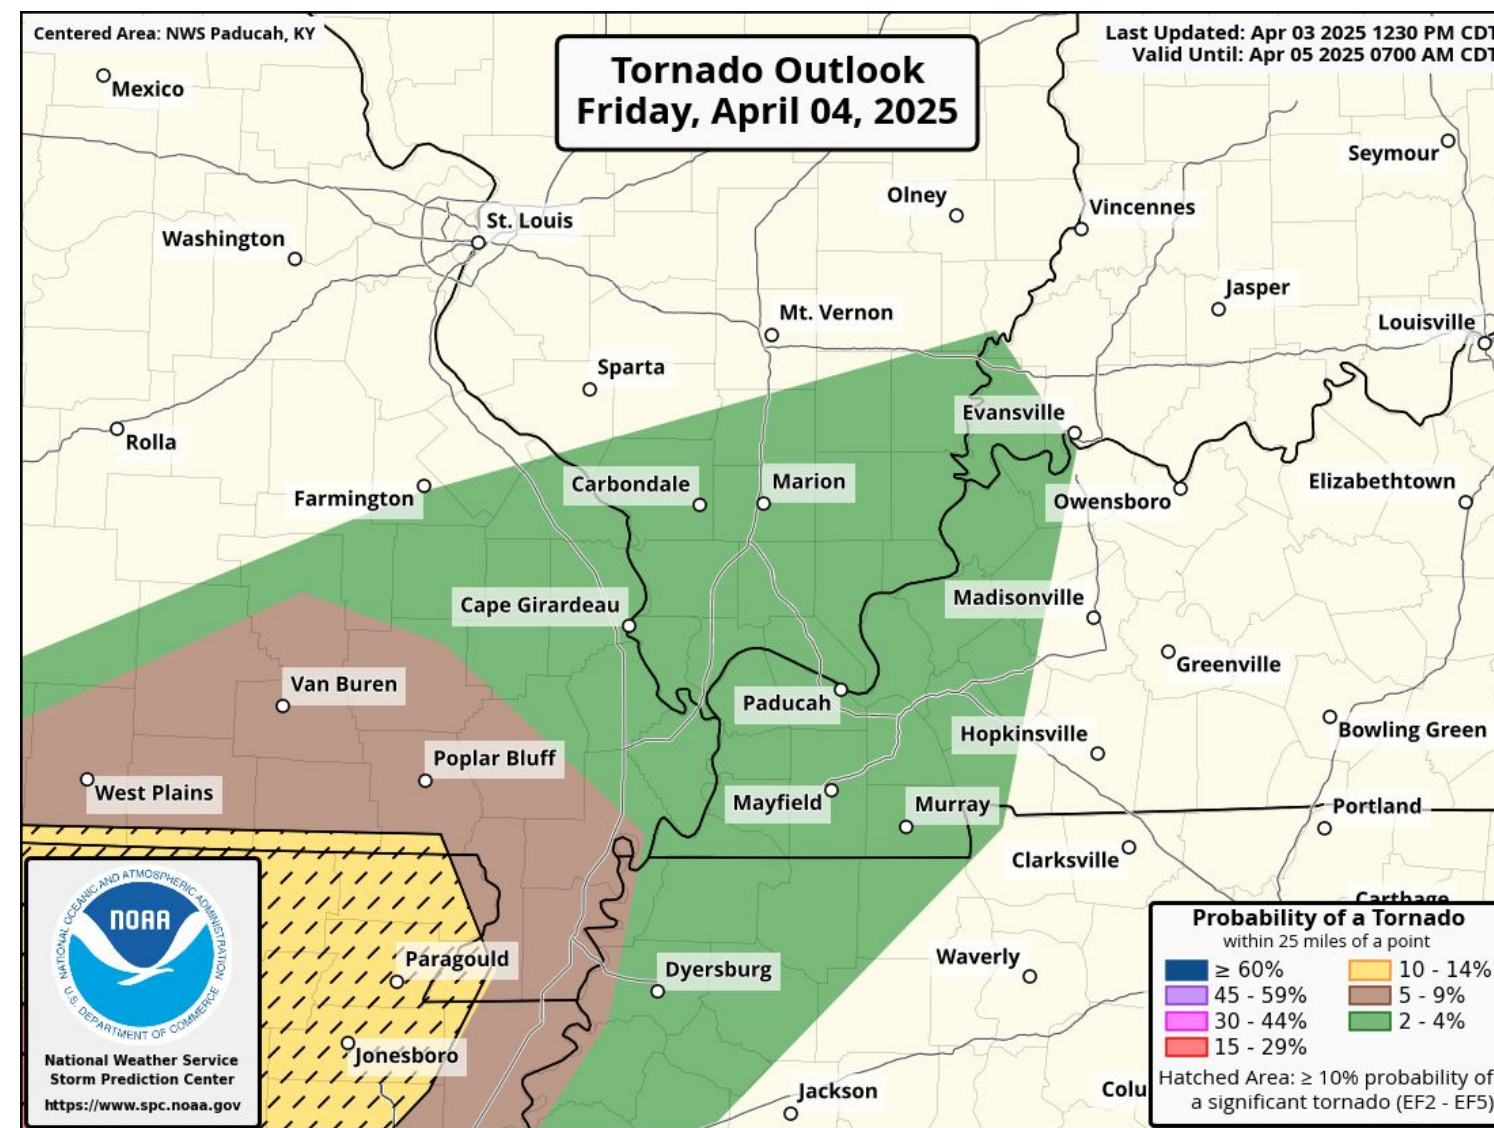 Centered Area: NWS Paducah, KY
Last Updated: Apr 03 2025 1230 PM CDT
Valid Until: Apr 05 2025 0700 AM CDT
Tornado Outlook
Friday, April 04, 2025
Mexico
Seymour
Olney
Vincennes
St. Louis
Washington
Jasper
Mt. Vernon
Louisville
Sparta
Evansville
Rolla
Carbondale
Marion
Elizabethtown
Farmington
Owensboro
Madisonville
Cape Girardeau
Greenville
Van Buren
Paducah
Bowling Green
Hopkinsville
Poplar Bluff
West Plains
Mayfield
Murray
Portland
Clarksville
Carthage
Paragould
Waverly
Dyersburg
Jonesboro
Jackson
Colu
NATIONAL OCEANIC AND ATMOSPHERIC ADMINISTRATION
NOAA
U.S. DEPARTMENT OF COMMERCE
National Weather Service
Storm Prediction Center
https://www.spc.noaa.gov
Probability of a Tornado
within 25 miles of a point
≥ 60%
10 - 14%
45 - 59%
5 - 9%
30 - 44%
2 - 4%
15 - 29%
Hatched Area: ≥ 10% probability of
a significant tornado (EF2 - EF5)